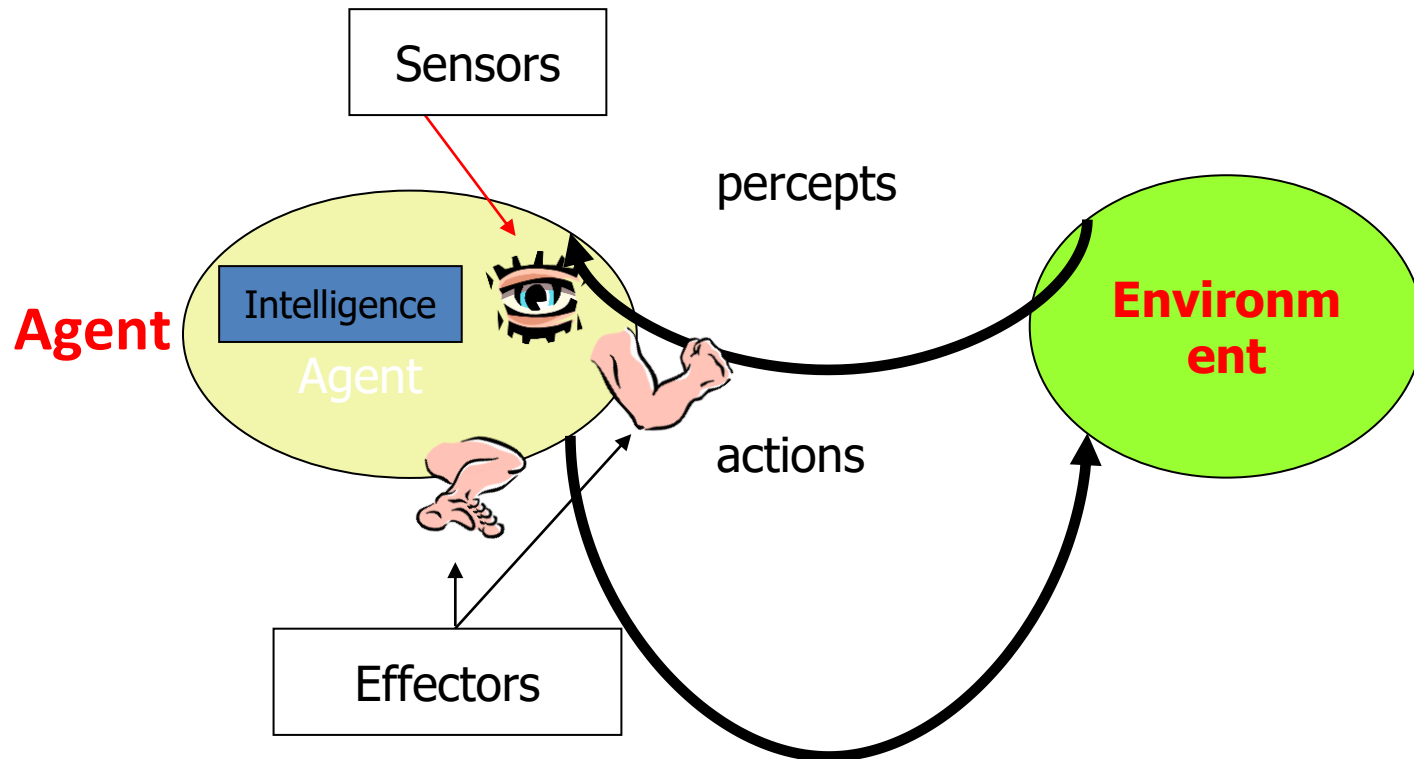 Sensors
percepts
Intelligence
Agent
Agent
Environm
ent
actions
Effectors